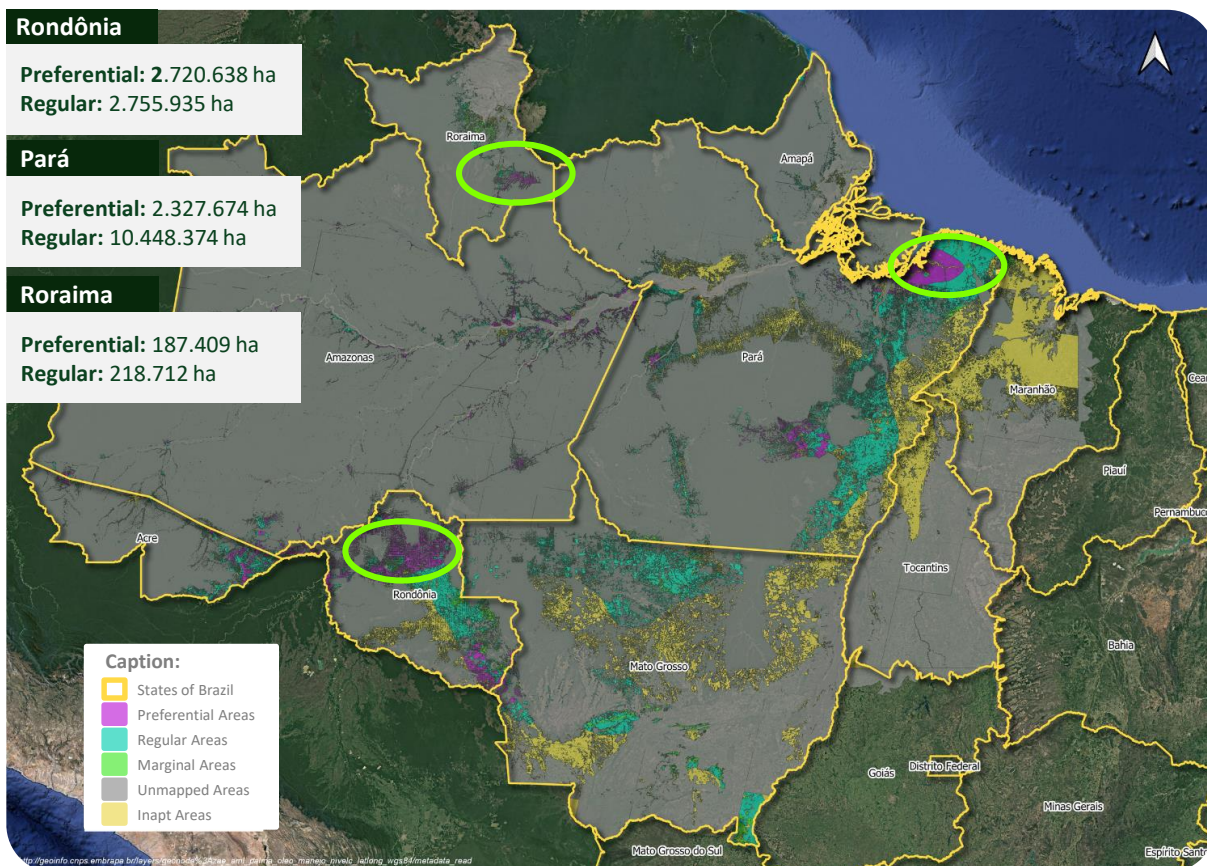 Rondônia
Preferential: 2.720.638 ha
Regular: 2.755.935 ha
Pará
Preferential: 2.327.674 ha
Regular: 10.448.374 ha
Roraima
Preferential: 187.409 ha
Regular: 218.712 ha
Roraima
Amapá
Amazonas
Pará
Maranhão
Cea
Piauí
Pernambuco
Acre
Rondônia
Tocantins
Bahia
Mato Grosso
Goiás
Distrito Federal
Minas Gerais
Mato Grosso do Sul
Espírito Sant
Caption:
States of Brazil
Preferential Areas
Regular Areas
Marginal Areas
Unmapped Areas
Inapt Areas